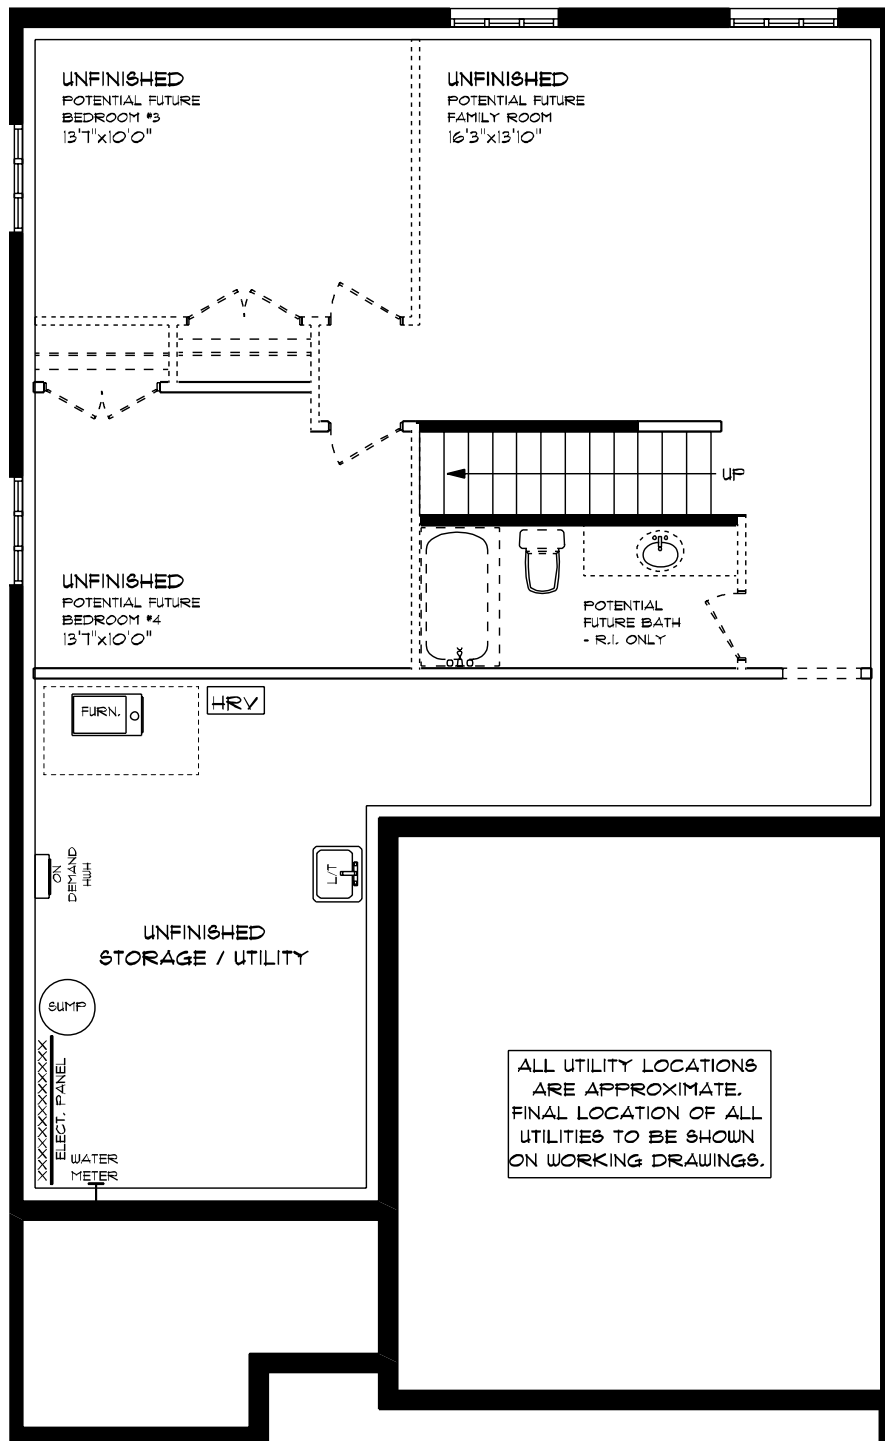 UNFINISHED
POTENTIAL FUTURE
BEDROOM #3
13'7"x10'0"
UNFINISHED
POTENTIAL FUTURE
FAMILY ROOM
16'3"x13'10"
UP
UNFINISHED
POTENTIAL FUTURE
BEDROOM #4
13'7"x10'0"
POTENTIAL
FUTURE BATH
- R.I. ONLY
FURN.
HRV
ON
DEMAND
HWH
L/T
UNFINISHED
STORAGE / UTILITY
SUMP
ELECT. PANEL
WATER
METER
ALL UTILITY LOCATIONS
ARE APPROXIMATE.
FINAL LOCATION OF ALL
UTILITIES TO BE SHOWN
ON WORKING DRAWINGS.